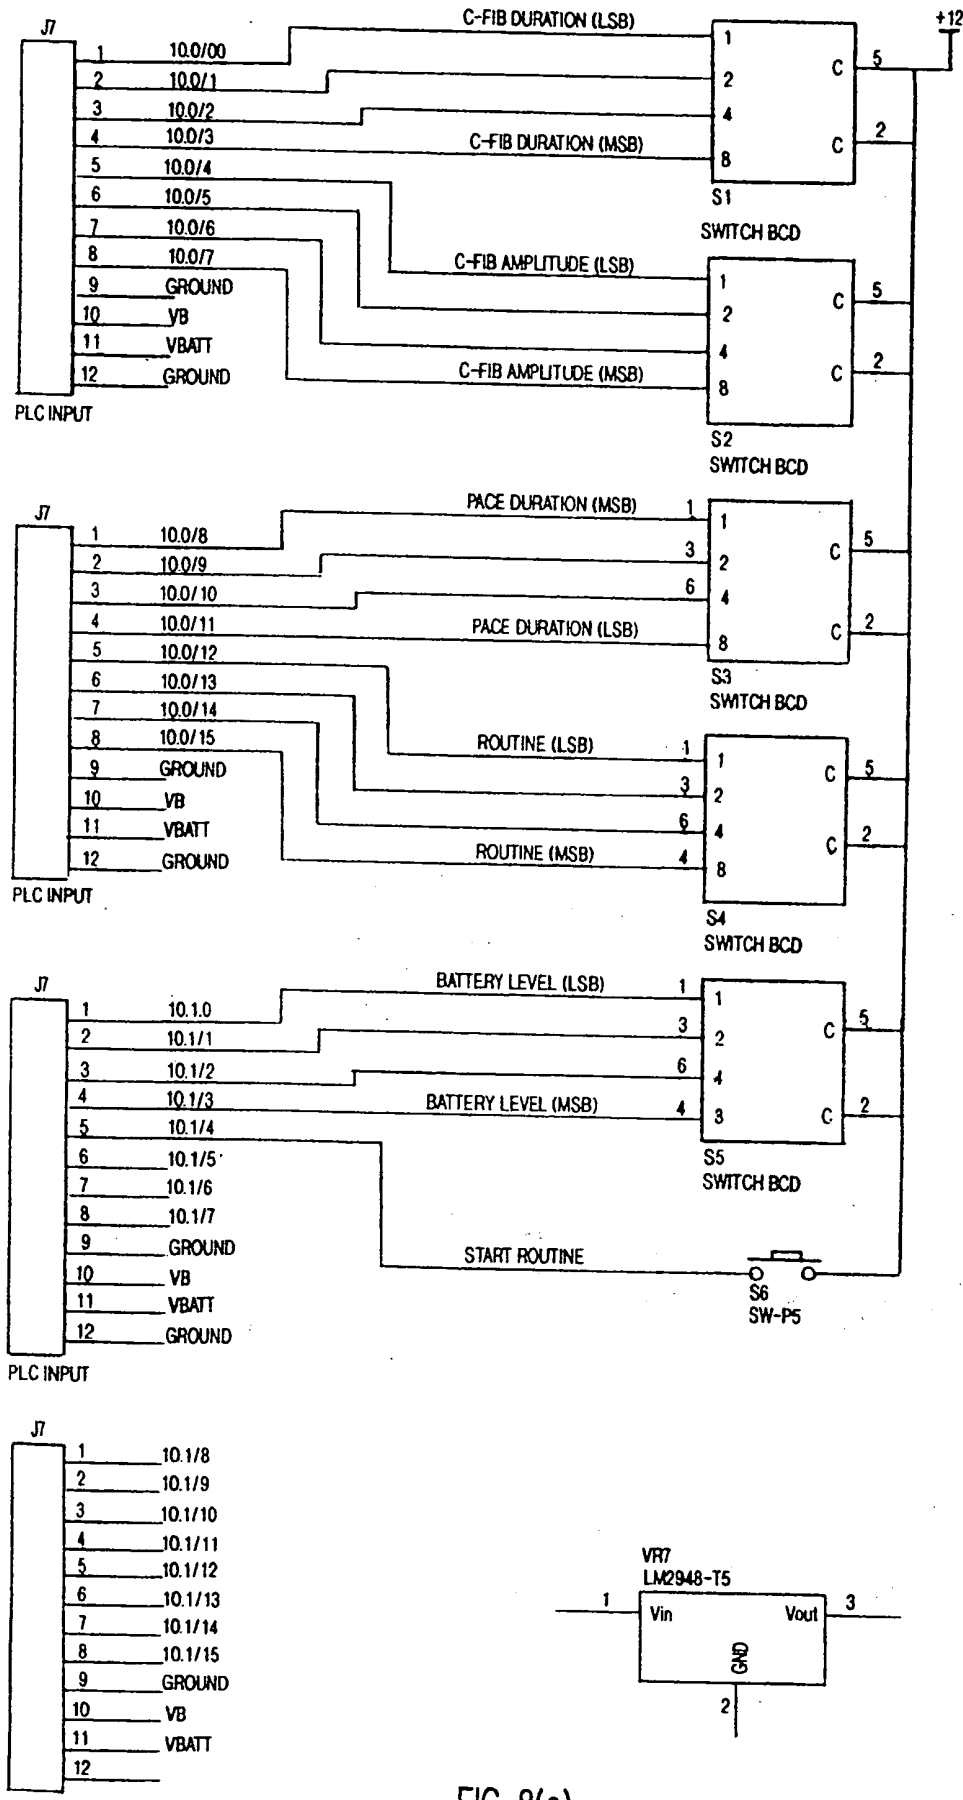 C-FIB DURATION (LSB)
+12
J7
1 10.0/00
2 10.0/1
3 10.0/2
4 10.0/3
5 10.0/4
6 10.0/5
7 10.0/6
8 10.0/7
9 GROUND
10 VB
11 VBATT
12 GROUND
PLC INPUT
C-FIB DURATION (MSB)
1
2
4
8
C 5
C 2
S1
SWITCH BCD
C-FIB AMPLITUDE (LSB)
C-FIB AMPLITUDE (MSB)
1
2
4
8
C 5
C 2
S2
SWITCH BCD
J7
1 10.0/8
2 10.0/9
3 10.0/10
4 10.0/11
5 10.0/12
6 10.0/13
7 10.0/14
8 10.0/15
9 GROUND
10 VB
11 VBATT
12 GROUND
PLC INPUT
PACE DURATION (MSB)
PACE DURATION (LSB)
1 1
3 2
6 4
8
C 5
C 2
S3
SWITCH BCD
ROUTINE (LSB)
ROUTINE (MSB)
1 1
3 2
6 4
4 8
C 5
C 2
S4
SWITCH BCD
J7
1 10.1.0
2 10.1/1
3 10.1/2
4 10.1/3
5 10.1/4
6 10.1/5
7 10.1/6
8 10.1/7
9 GROUND
10 VB
11 VBATT
12 GROUND
PLC INPUT
BATTERY LEVEL (LSB)
BATTERY LEVEL (MSB)
1 1
3 2
6 4
4 3
C 5
C 2
S5
SWITCH BCD
START ROUTINE
S6
SW-P5
J7
1 10.1/8
2 10.1/9
3 10.1/10
4 10.1/11
5 10.1/12
6 10.1/13
7 10.1/14
8 10.1/15
9 GROUND
10 VB
11 VBATT
12
VR7
LM2948-T5
1 Vin Vout 3
GND
2